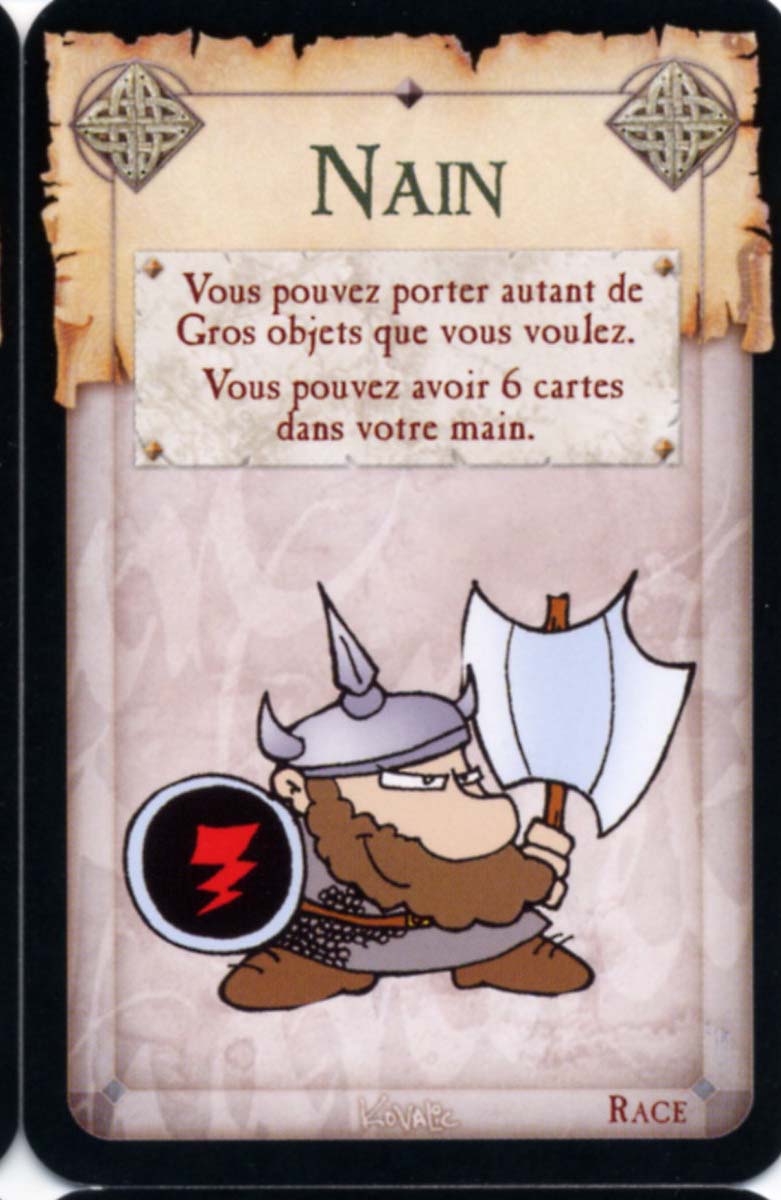 Nain
Vous pouvez porter autant de
Gros objets que vous voulez.
Vous pouvez avoir 6 cartes
dans votre main.
Kovalic
Race